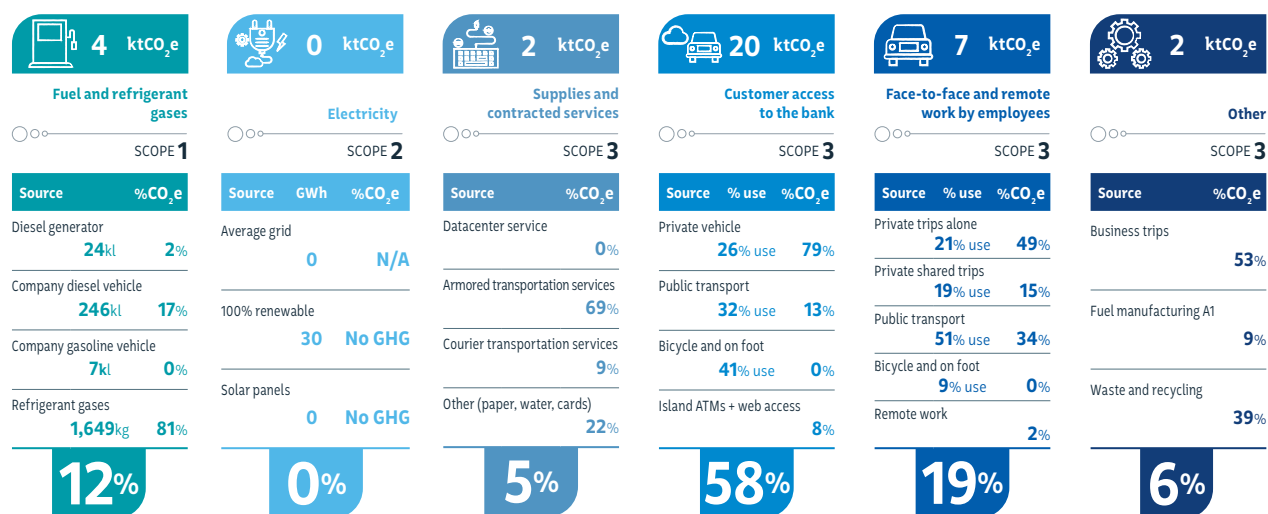 4 ktCO2e
Fuel and refrigerant
gases
SCOPE 1
Source %CO2e
Diesel generator
24kl 2%
Company diesel vehicle
246kl 17%
Company gasoline vehicle
7kl 0%
Refrigerant gases
1,649kg 81%
12%
0 ktCO2e
Electricity
SCOPE 2
Source GWh %CO2e
Average grid
0 N/A
100% renewable
30 No GHG
Solar panels
0 No GHG
0%
2 ktCO2e
Supplies and
contracted services
SCOPE 3
Source %CO2e
Datacenter service
0%
Armored transportation services
69%
Courier transportation services
9%
Other (paper, water, cards)
22%
5%
20 ktCO2e
Customer access
to the bank
SCOPE 3
Source % use %CO2e
Private vehicle
26% use 79%
Public transport
32% use 13%
Bicycle and on foot
41% use 0%
Island ATMs + web access
8%
58%
7 ktCO2e
Face-to-face and remote
work by employees
SCOPE 3
Source % use %CO2e
Private trips alone
21% use 49%
Private shared trips
19% use 15%
Public transport
51% use 34%
Bicycle and on foot
9% use 0%
Remote work
2%
19%
2 ktCO2e
Other
SCOPE 3
Source %CO2e
Business trips
53%
Fuel manufacturing A1
9%
Waste and recycling
39%
6%